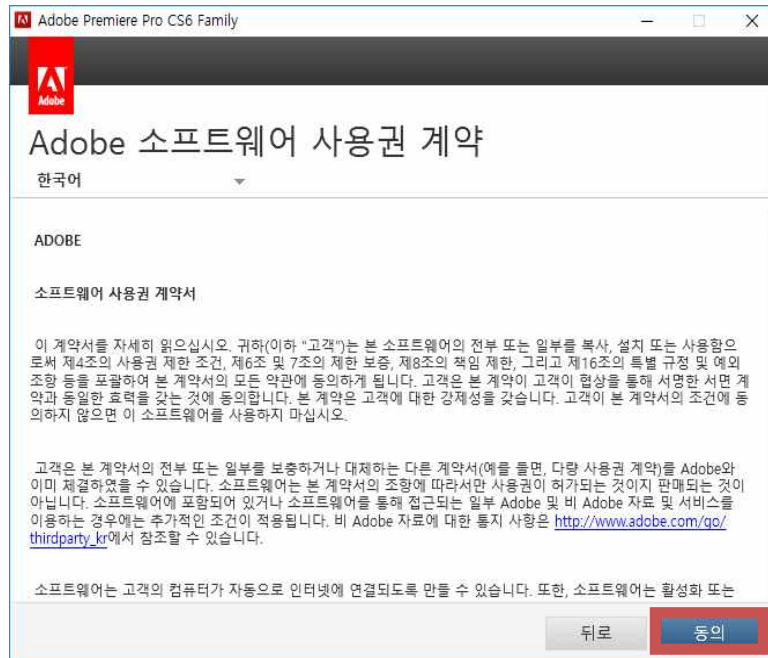 Adobe Premiere Pro CS6 Family
Adobe
Adobe 소프트웨어 사용권 계약
한국어
ADOBE
소프트웨어 사용권 계약서
이 계약서를 자세히 읽으십시오. 귀하(이하 "고객")는 본 소프트웨어의 전부 또는 일부를 복사, 설치 또는 사용함으
로써 제4조의 사용권 제한 조건, 제6조 및 7조의 제한 보증, 제8조의 책임 제한, 그리고 제16조의 특별 규정 및 예외
조항 등을 포괄하여 본 계약서의 모든 약관에 동의하게 됩니다. 고객은 본 계약이 고객이 협상을 통해 서명한 서면 계
약과 동일한 효력을 갖는 것에 동의합니다. 본 계약은 고객에 대한 강제성을 갖습니다. 고객이 본 계약서의 조건에 동
의하지 않으면 이 소프트웨어를 사용하지 마십시오.
고객은 본 계약서의 전부 또는 일부를 보충하거나 대체하는 다른 계약서(예를 들면, 다량 사용권 계약)를 Adobe와
이미 체결하였을 수 있습니다. 소프트웨어는 본 계약서의 조항에 따라서만 사용권이 허가되는 것이지 판매되는 것이
아닙니다. 소프트웨어에 포함되어 있거나 소프트웨어를 통해 접근되는 일부 Adobe 및 비 Adobe 자료 및 서비스를
이용하는 경우에는 추가적인 조건이 적용됩니다. 비 Adobe 자료에 대한 통지 사항은 http://www.adobe.com/go/
thirdparty_kr에서 참조할 수 있습니다.
소프트웨어는 고객의 컴퓨터가 자동으로 인터넷에 연결되도록 만들 수 있습니다. 또한, 소프트웨어는 활성화 또는
뒤로
동의